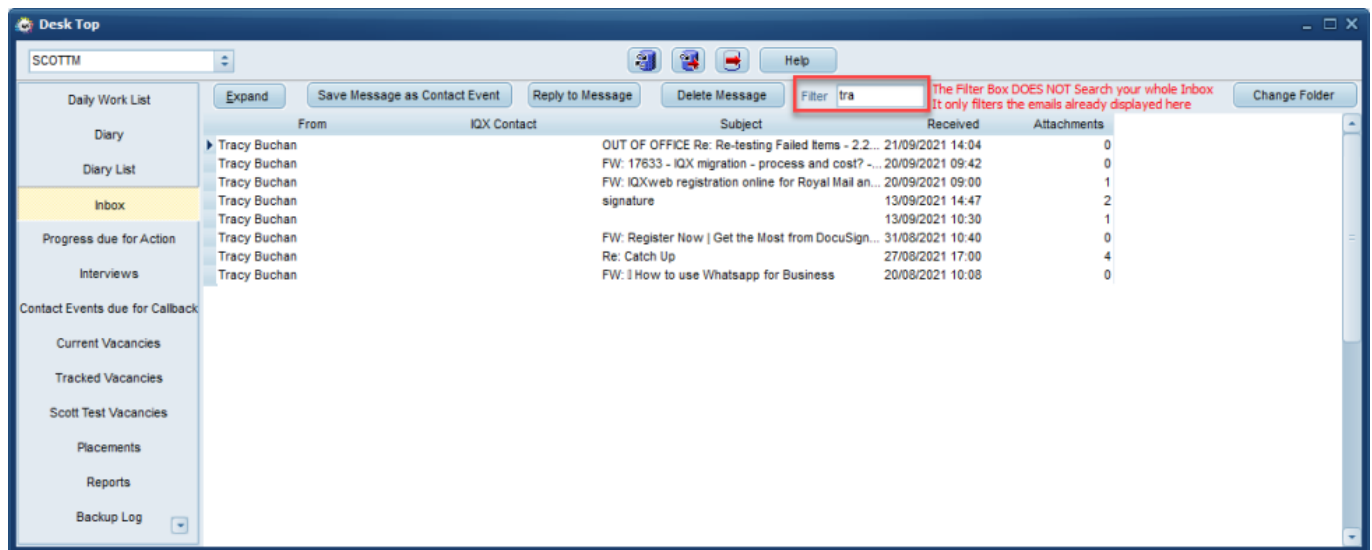 Desk Top
SCOTTM
Help
Expand Save Message as Contact Event Reply to Message Delete Message Filter tra The Filter Box DOES NOT Search your whole Inbox
It only filters the emails already displayed here
Change Folder
Daily Work List
Diary
Diary List
Inbox
Progress due for Action
Interviews
Contact Events due for Callback
Current Vacancies
Tracked Vacancies
Scott Test Vacancies
Placements
Reports
Backup Log
From IQX Contact Subject Received Attachments
Tracy Buchan OUT OF OFFICE Re: Re-testing Failed Items - 2.2... 21/09/2021 14:04 0
Tracy Buchan FW: 17633 - IQX migration - process and cost? -... 20/09/2021 09:42 0
Tracy Buchan FW: IQXweb registration online for Royal Mail an... 20/09/2021 09:00 1
Tracy Buchan signature 13/09/2021 14:47 2
Tracy Buchan 13/09/2021 10:30 1
Tracy Buchan FW: Register Now | Get the Most from DocuSign... 31/08/2021 10:40 0
Tracy Buchan Re: Catch Up 27/08/2021 17:00 4
Tracy Buchan FW: How to use Whatsapp for Business 20/08/2021 10:08 0